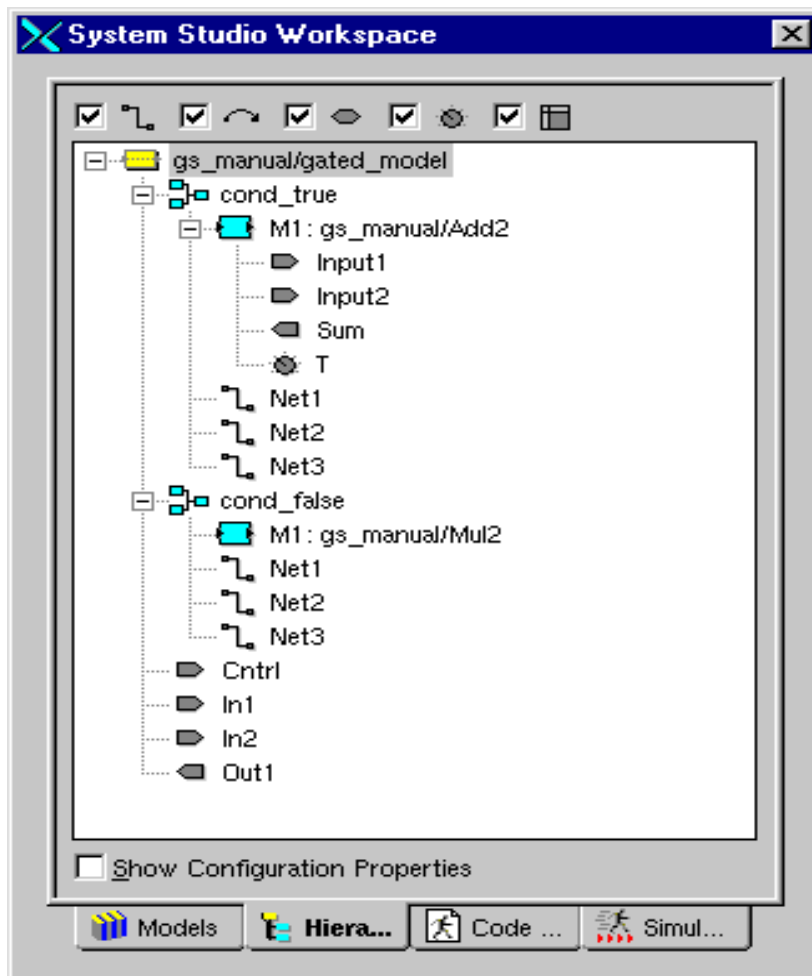 System Studio Workspace
gs_manual/gated_model
cond_true
M1: gs_manual/Add2
Input1
Input2
Sum
T
Net1
Net2
Net3
cond_false
M1: gs_manual/Mul2
Net1
Net2
Net3
Cntrl
In1
In2
Out1
Show Configuration Properties
Models Hiera... Code ... Simul...